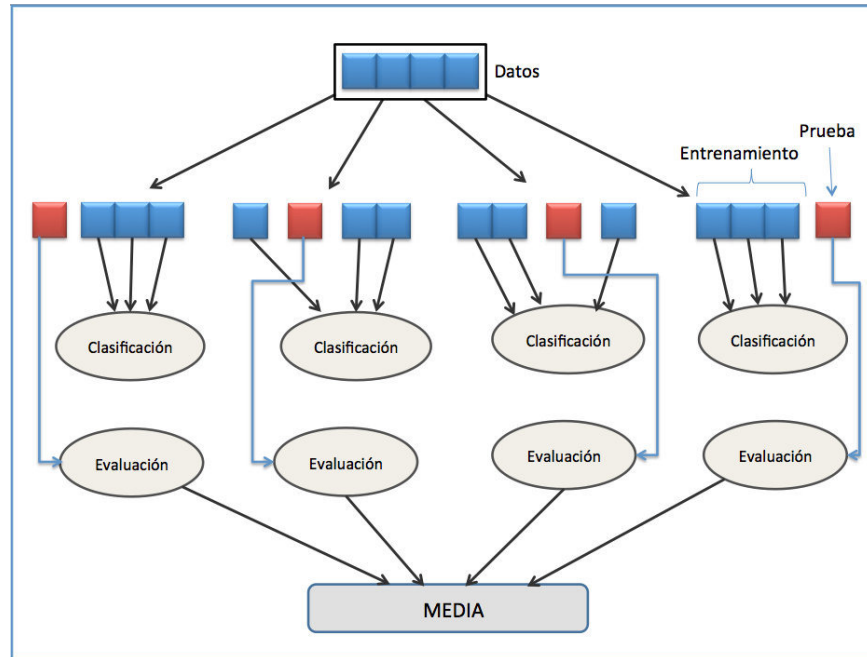 Datos
Prueba
Entrenamiento
Clasificación
Clasificación
Clasificación
Clasificación
Evaluación
Evaluación
Evaluación
Evaluación
MEDIA